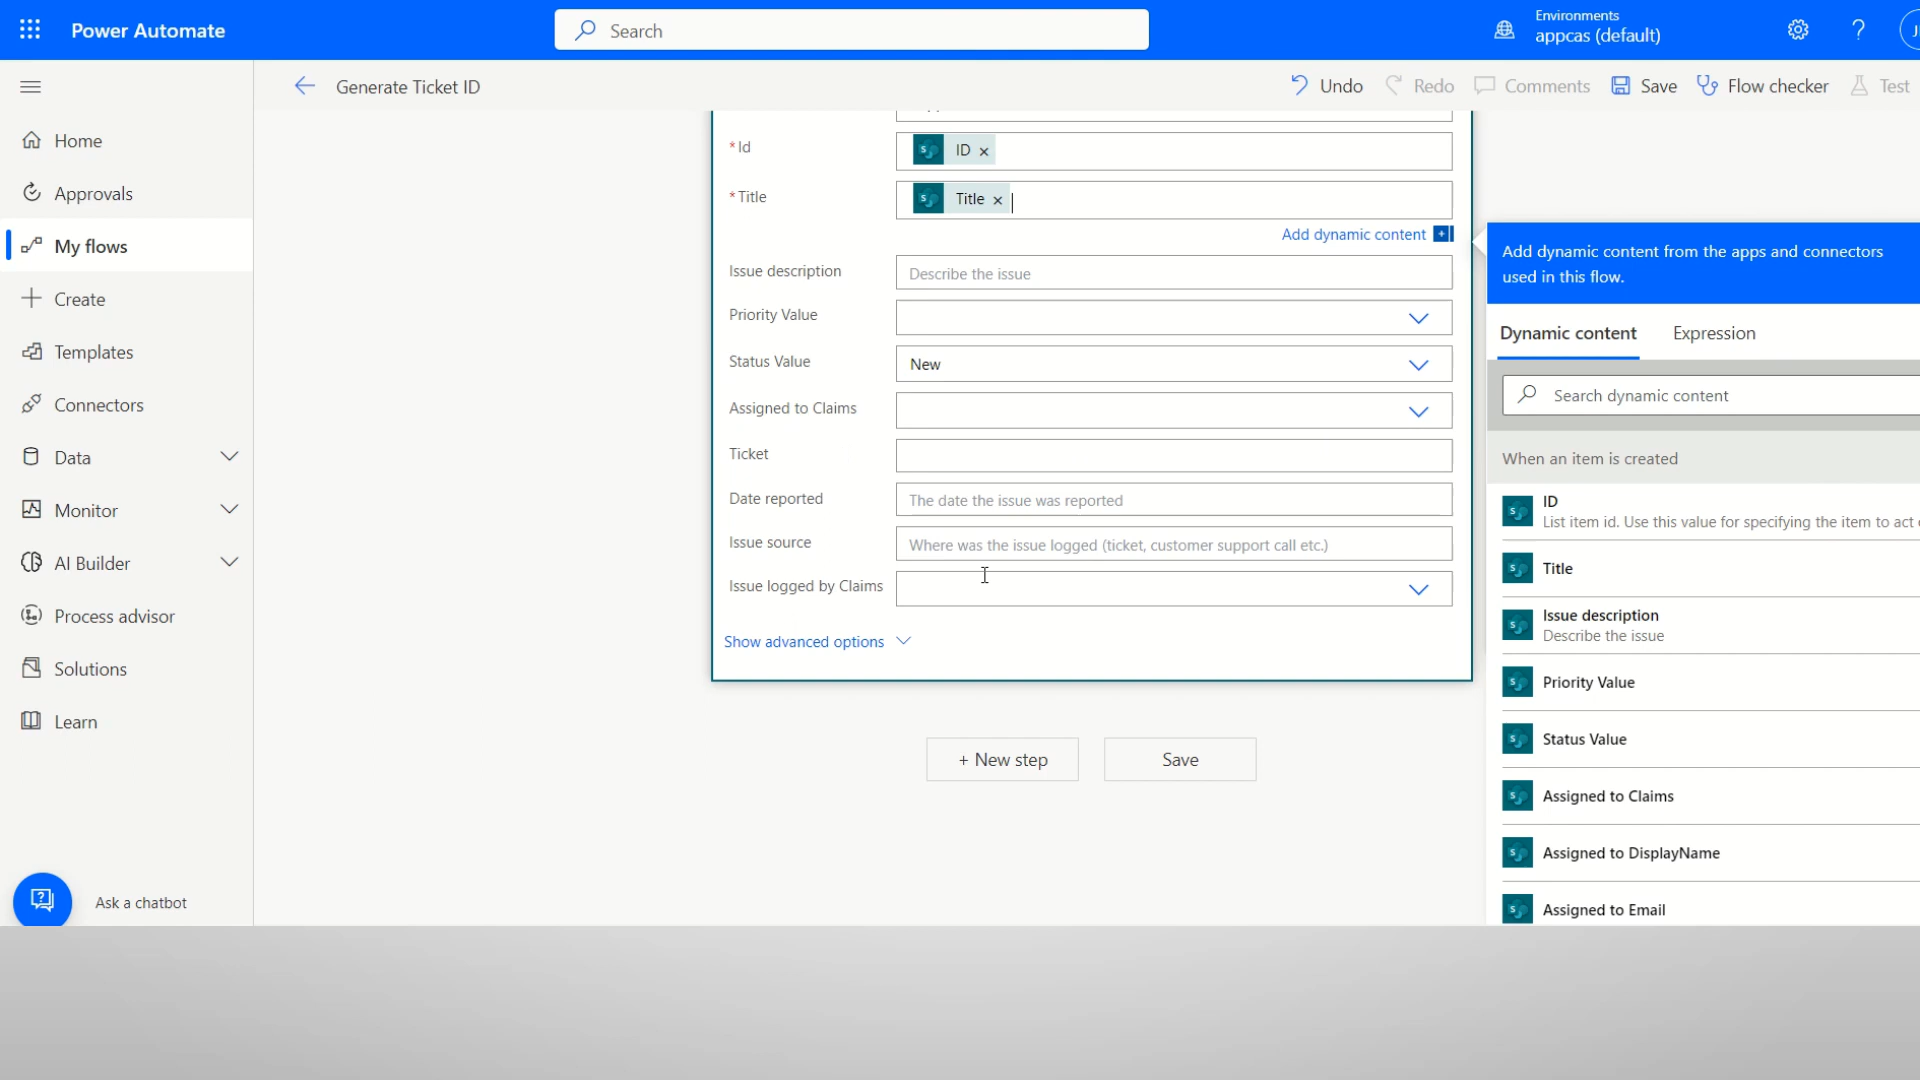 Power Automate
Search
Environments
appcas (default)
?
Generate Ticket ID
Undo
Redo
Comments
Save
Flow checker
Test
Home
Approvals
My flows
Create
Templates
Connectors
Data
Monitor
AI Builder
Process advisor
Solutions
Learn
Ask a chatbot
* Id
ID ×
* Title
Title ×
Add dynamic content
Issue description
Describe the issue
Priority Value
Status Value
New
Assigned to Claims
Ticket
Date reported
The date the issue was reported
Issue source
Where was the issue logged (ticket, customer support call etc.)
Issue logged by Claims
Show advanced options
+ New step
Save
Add dynamic content from the apps and connectors
used in this flow.
Dynamic content
Expression
Search dynamic content
When an item is created
ID
List item id. Use this value for specifying the item to act
Title
Issue description
Describe the issue
Priority Value
Status Value
Assigned to Claims
Assigned to DisplayName
Assigned to Email